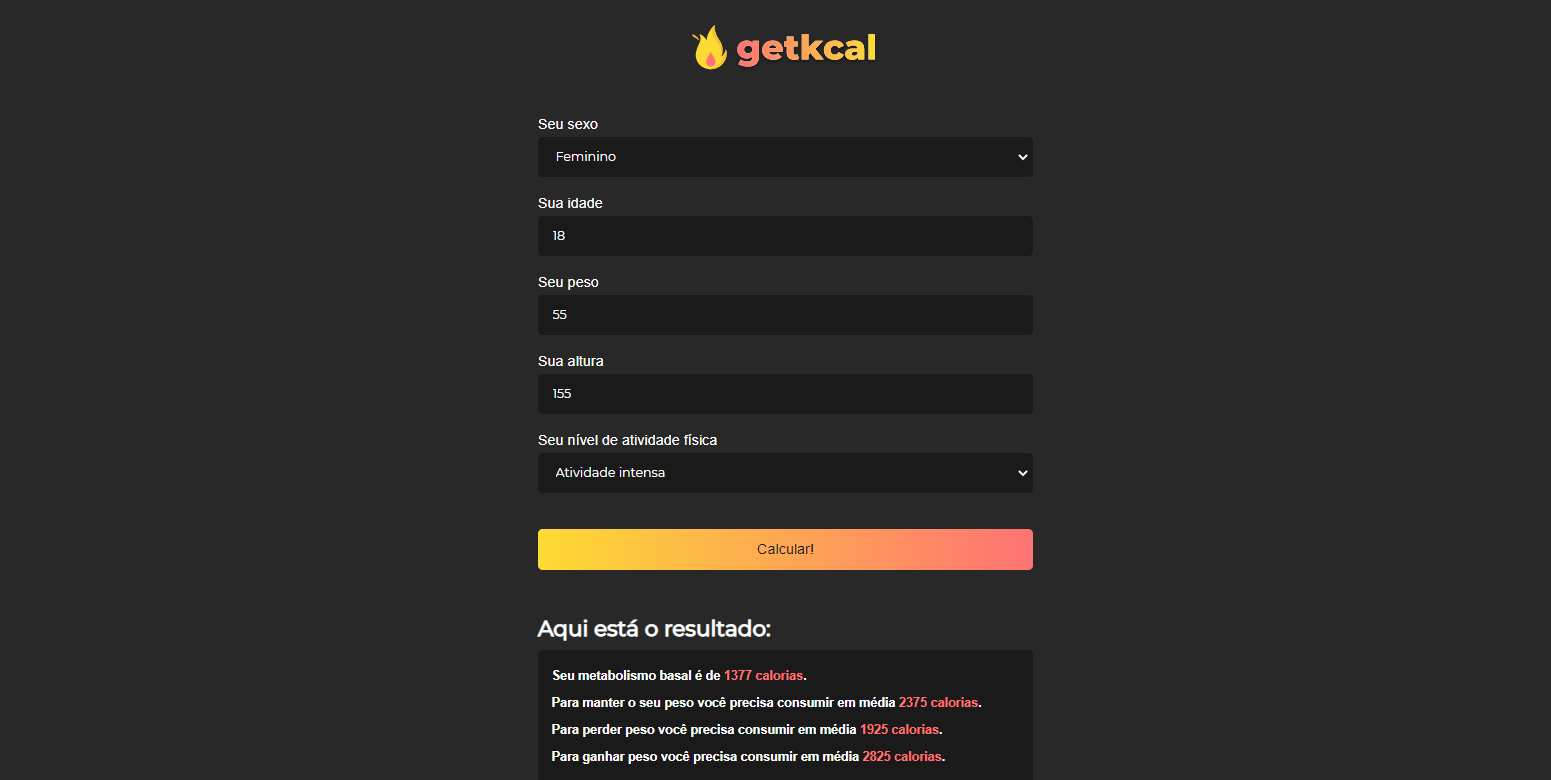 getkcal
Seu sexo
Feminino
Sua idade
18
Seu peso
55
Sua altura
155
Seu nível de atividade física
Atividade intensa
Calcular!
Aqui está o resultado:
Seu metabolismo basal é de 1377 calorias.
Para manter o seu peso você precisa consumir em média 2375 calorias.
Para perder peso você precisa consumir em média 1925 calorias.
Para ganhar peso você precisa consumir em média 2825 calorias.